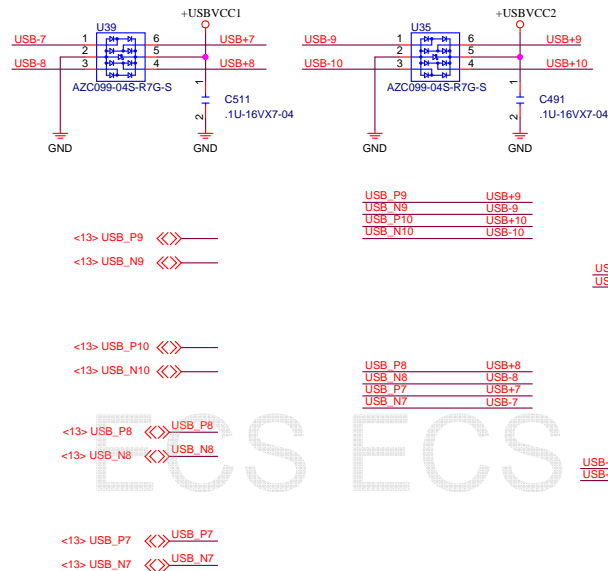 U39
+USBVCC1
USB-7
1
6
USB+7
2
5
USB-8
3
4
USB+8
AZC099-04S-R7G-S
1
C511
2
.1U-16VX7-04
GND
GND
U35
+USBVCC2
USB-9
1
6
USB+9
2
5
USB-10
3
4
USB+10
AZC099-04S-R7G-S
1
C491
2
.1U-16VX7-04
GND
GND
USB_P9 USB+9
USB_N9 USB-9
USB_P10 USB+10
USB_N10 USB-10
<13> USB_P9
<13> USB_N9
<13> USB_P10
<13> USB_N10
USB_P8 USB+8
USB_N8 USB-8
USB_P7 USB+7
USB_N7 USB-7
<13> USB_P8 USB_P8
<13> USB_N8 USB_N8
<13> USB_P7 USB_P7
<13> USB_N7 USB_N7
ECS ECS
USB-